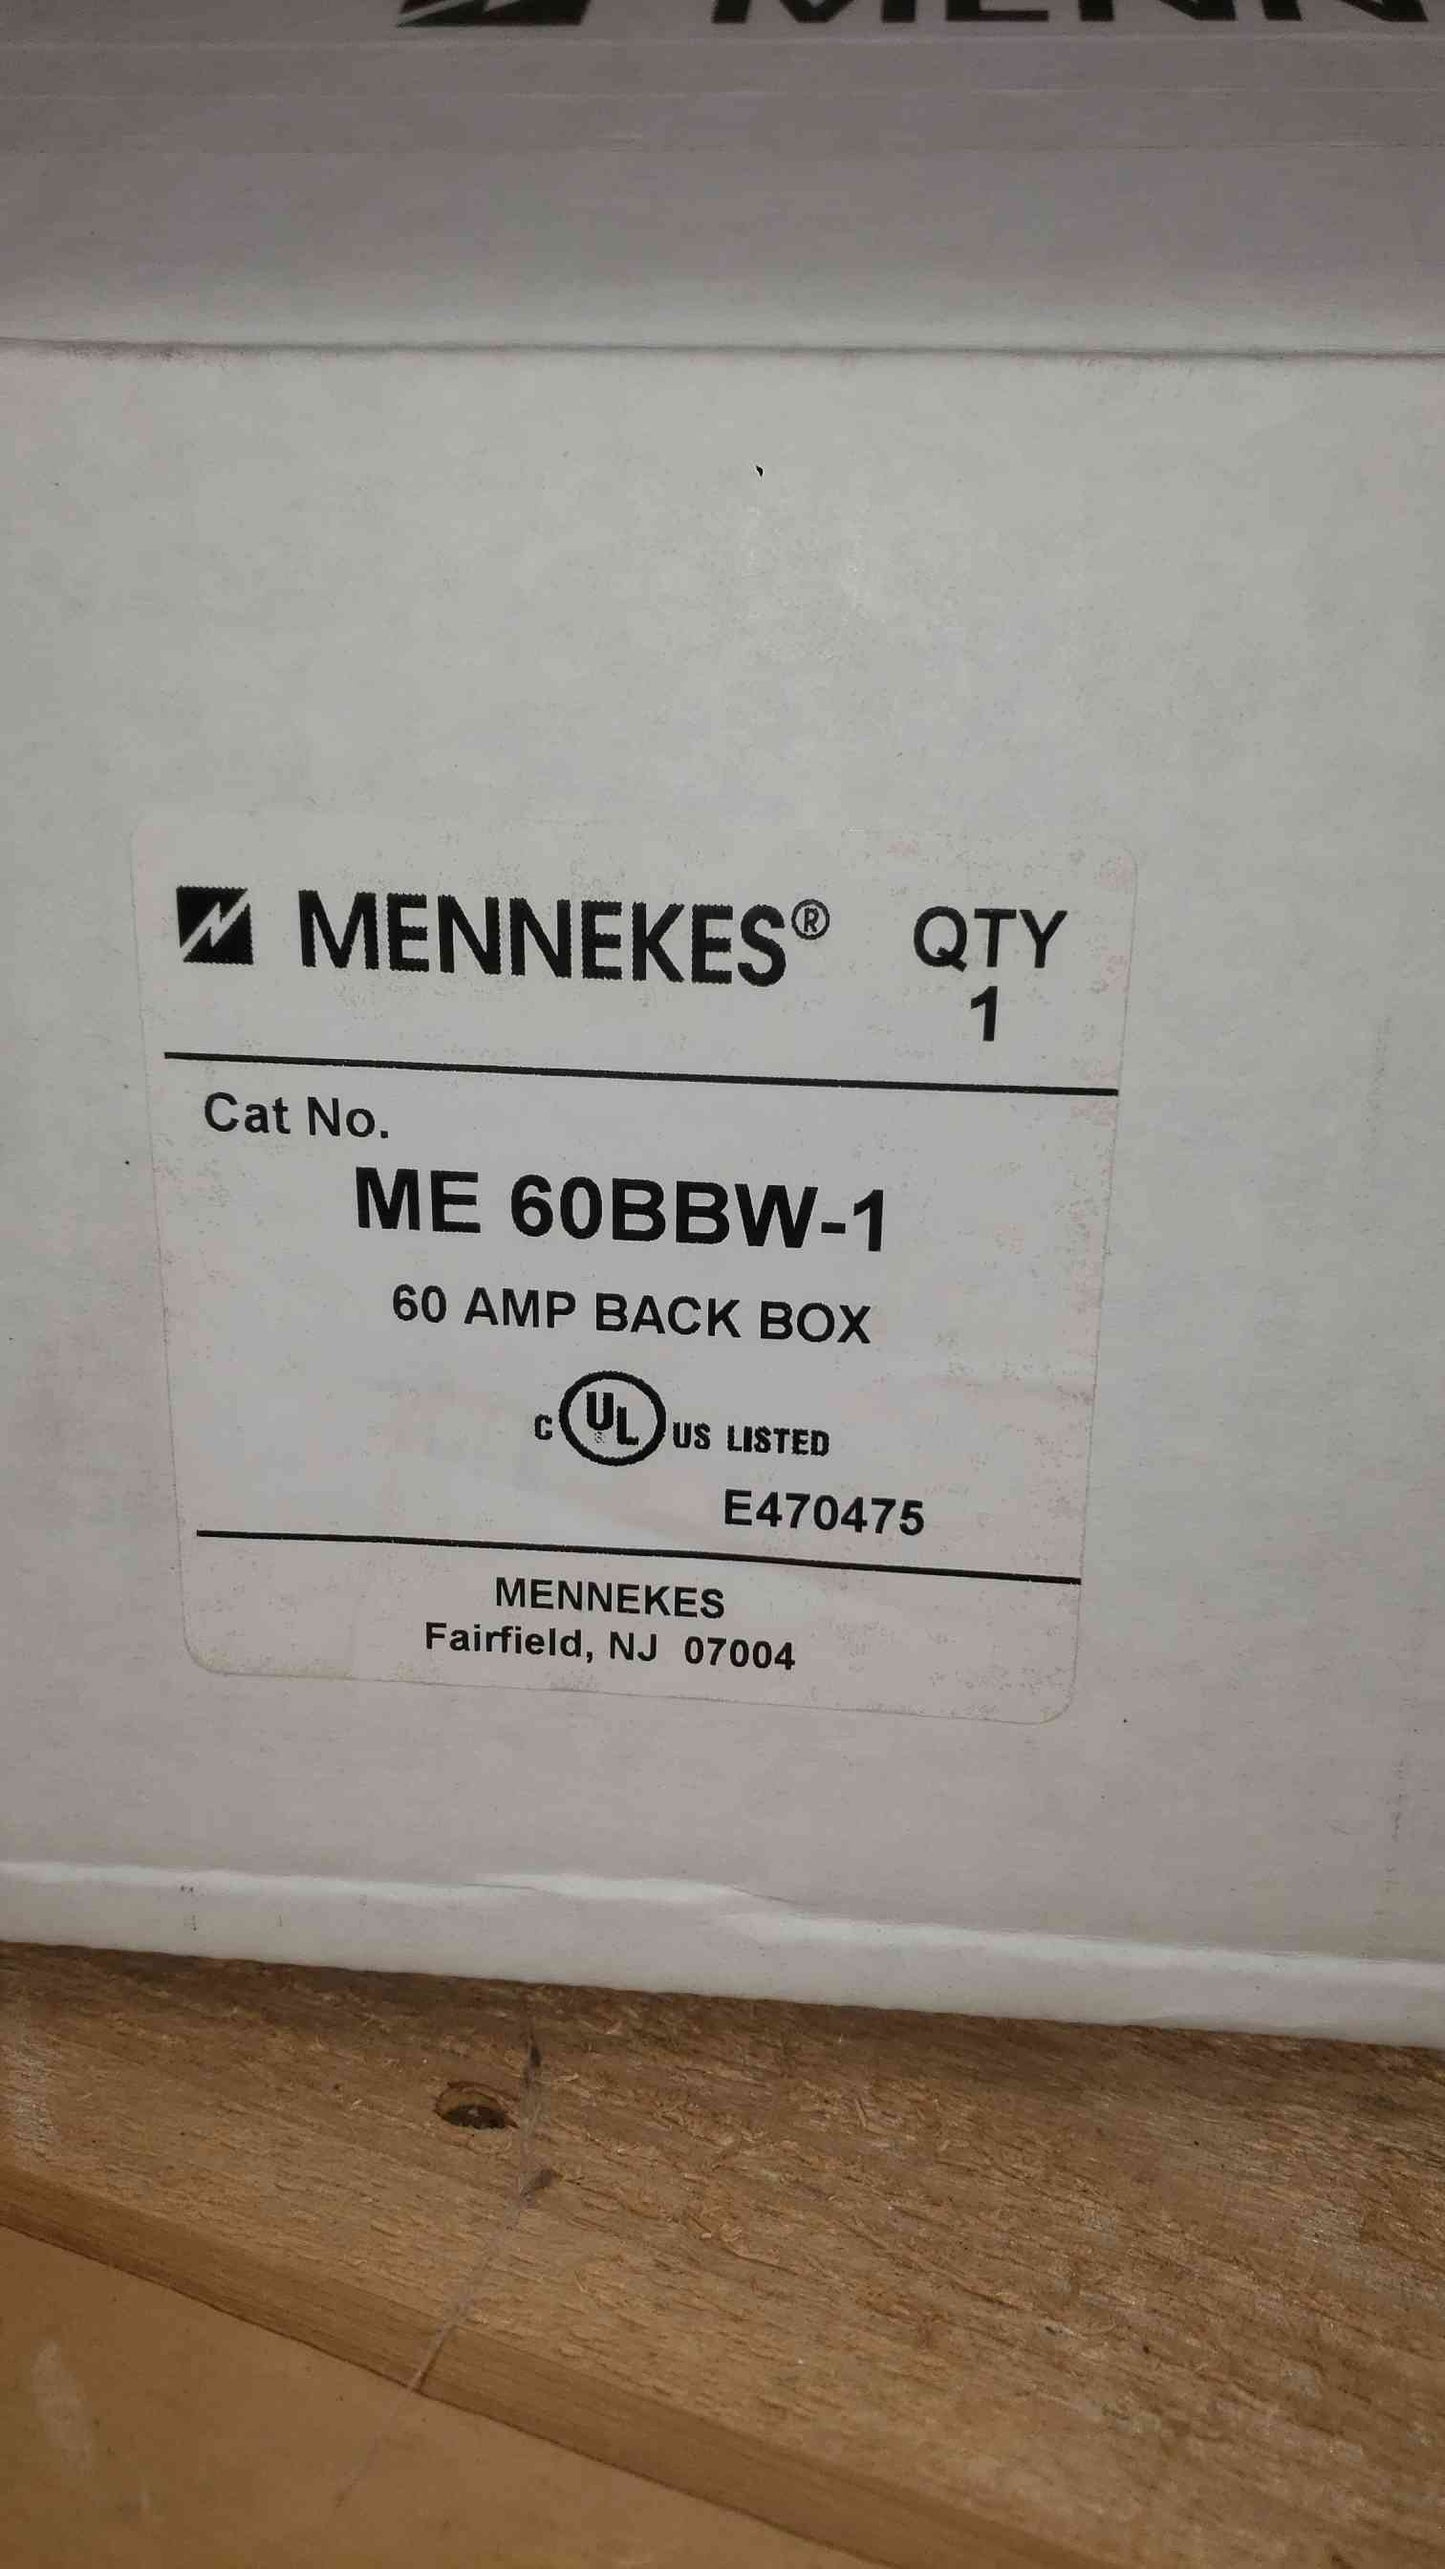 MENNEKES® QTY
1
Cat No.
ME 60BBW-1
60 AMP BACK BOX
C UL US LISTED
E470475
MENNEKES
Fairfield, NJ 07004